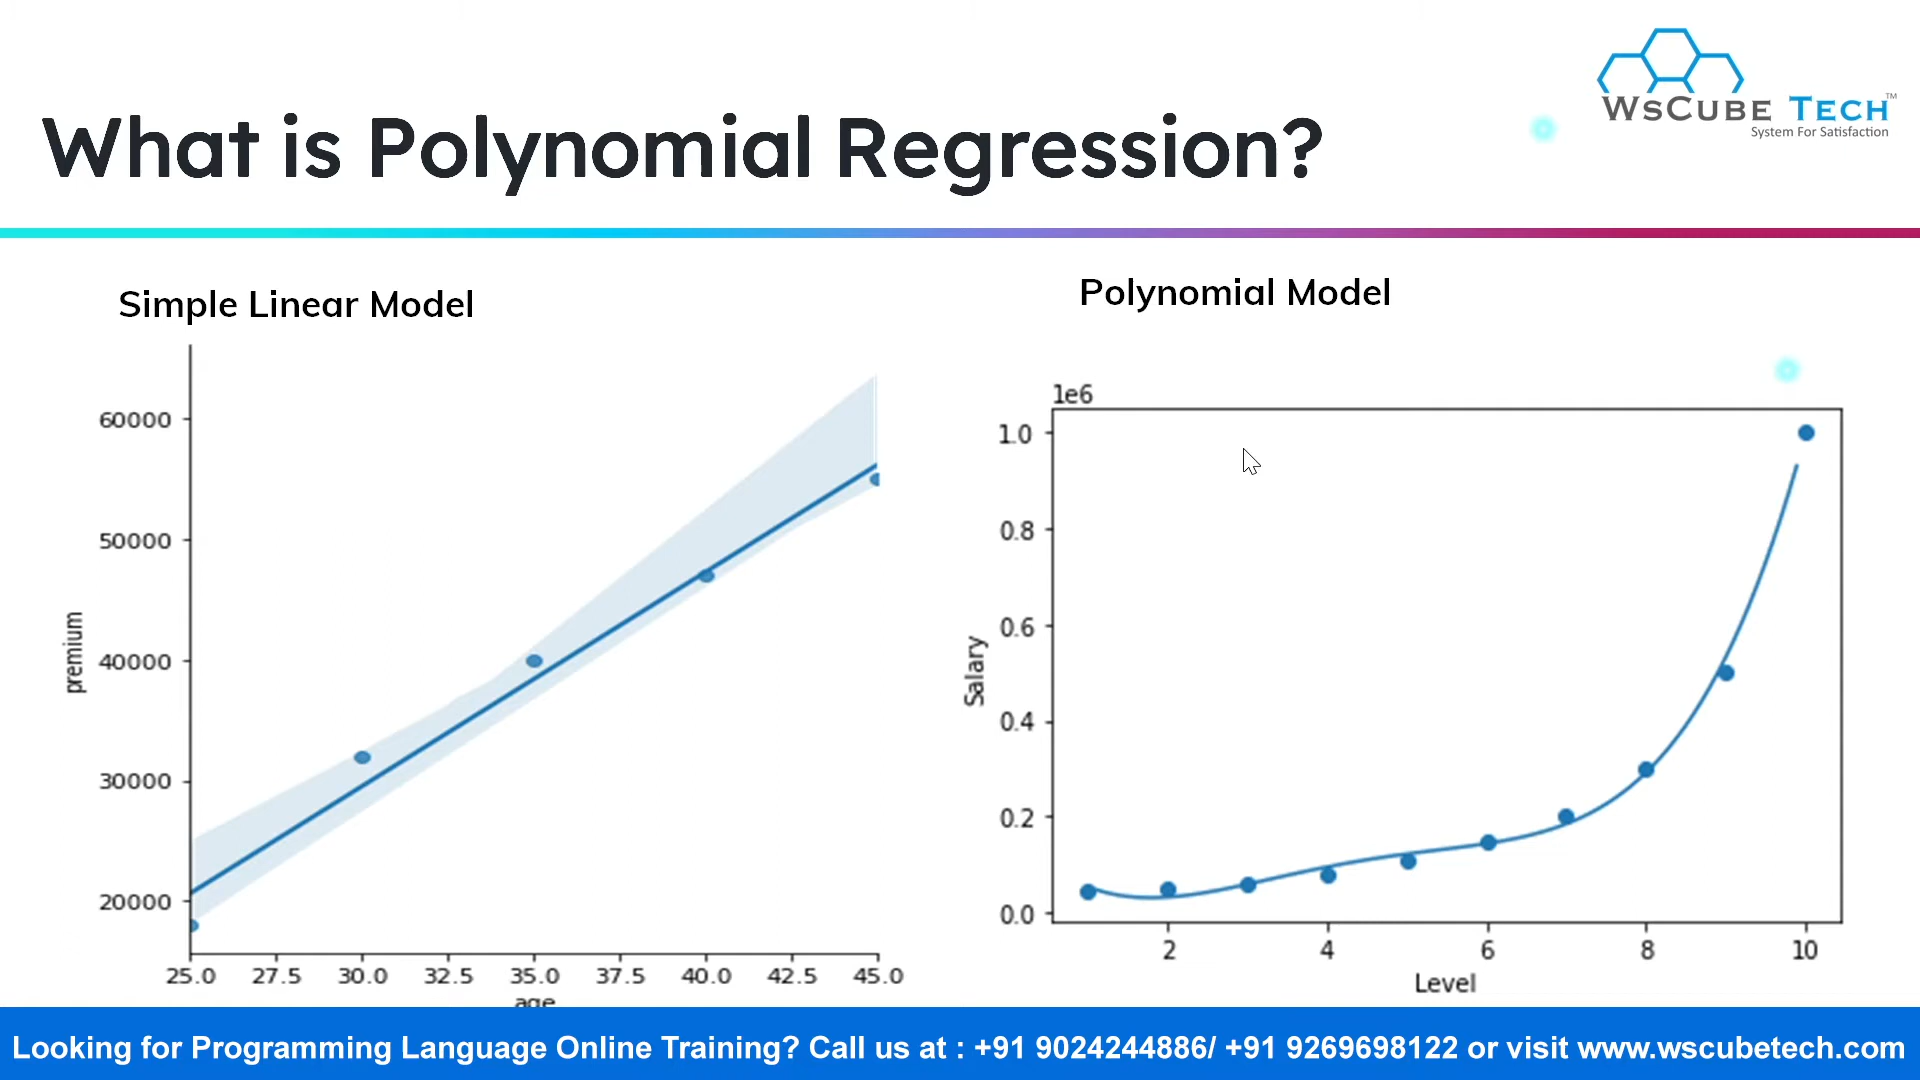 WsCube Tech™
System For Satisfaction
What is Polynomial Regression?
Simple Linear Model
Polynomial Model
60000
50000
40000
30000
20000
premium
25.0 27.5 30.0 32.5 35.0 37.5 40.0 42.5 45.0
age
1e6
1.0
0.8
0.6
0.4
0.2
0.0
Salary
2 4 6 8 10
Level
Looking for Programming Language Online Training? Call us at : +91 9024244886/ +91 9269698122 or visit www.wscubetech.com